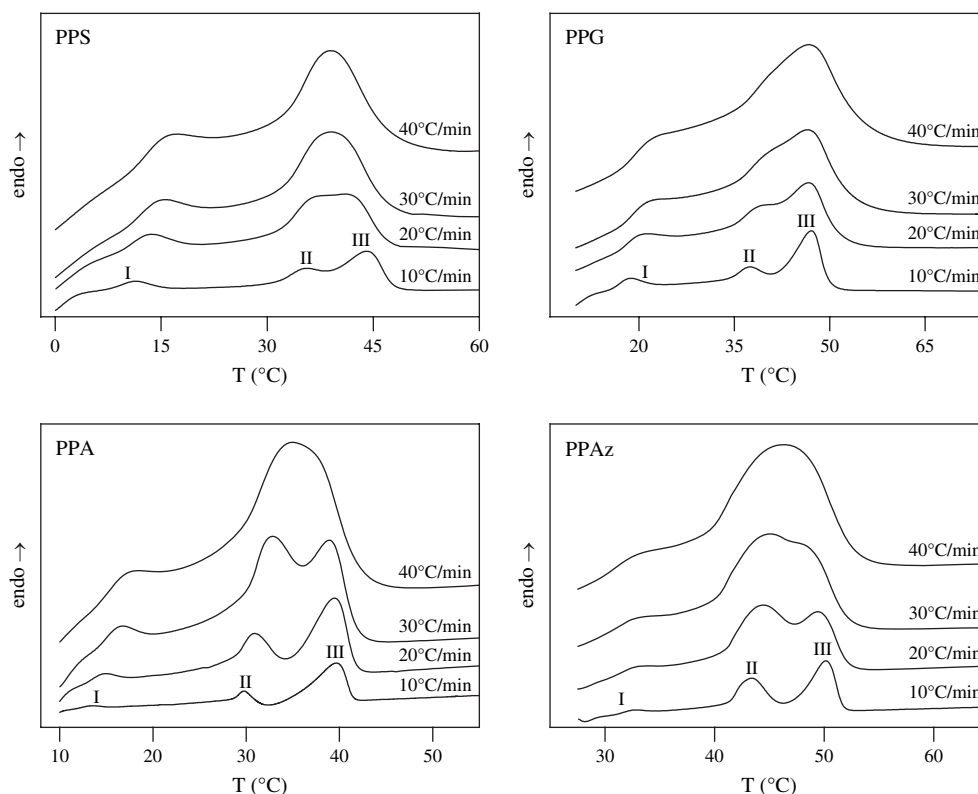 PPS
40°C/min
30°C/min
20°C/min
10°C/min
I
II
III
endo →
0 15 30 45 60
T (°C)
PPG
40°C/min
30°C/min
20°C/min
10°C/min
I
II
III
endo →
20 35 50 65
T (°C)
PPA
40°C/min
30°C/min
20°C/min
10°C/min
I
II
III
endo →
10 20 30 40 50
T (°C)
PPAz
40°C/min
30°C/min
20°C/min
10°C/min
I
II
III
endo →
30 40 50 60
T (°C)